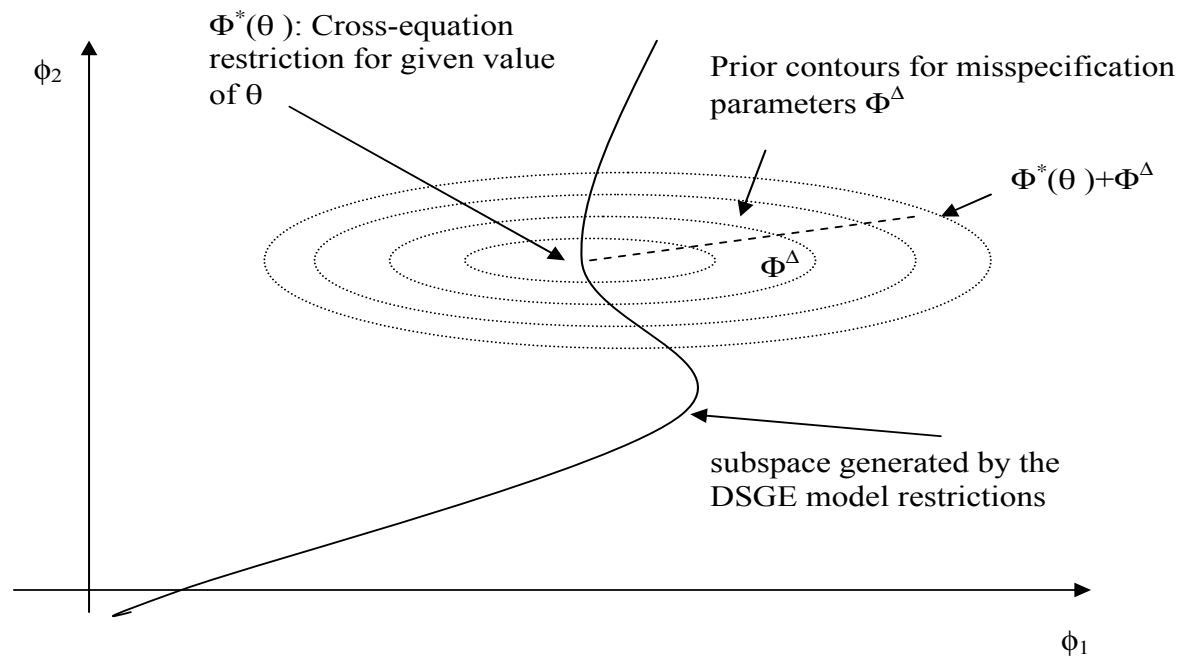 Φ*(θ ): Cross-equation
restriction for given value
of θ
ϕ₂
Prior contours for misspecification
parameters Φ^Δ
Φ*(θ )+Φ^Δ
Φ^Δ
subspace generated by the
DSGE model restrictions
ϕ₁